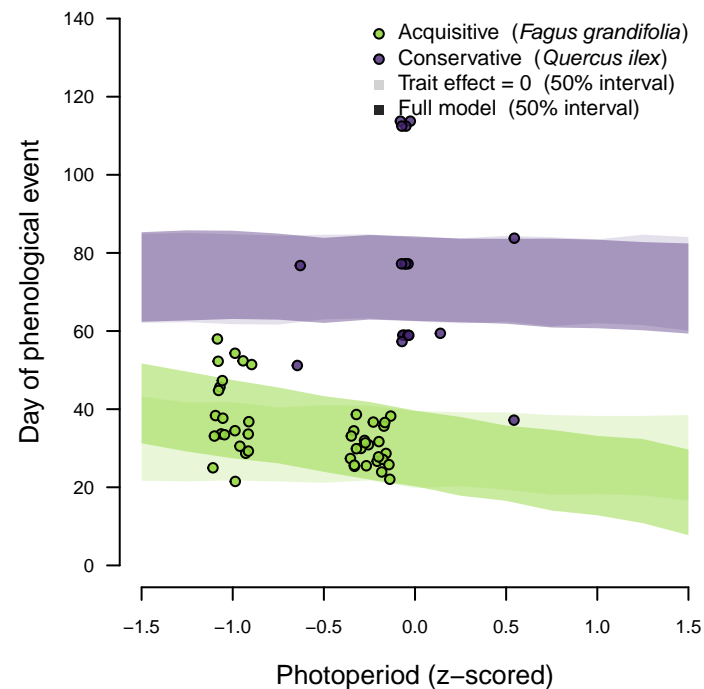 140
120
100
80
60
40
20
0
Day of phenological event
Acquisitive (Fagus grandifolia)
Conservative (Quercus ilex)
Trait effect = 0 (50% interval)
Full model (50% interval)
−1.5 −1.0 −0.5 0.0 0.5 1.0 1.5
Photoperiod (z−scored)